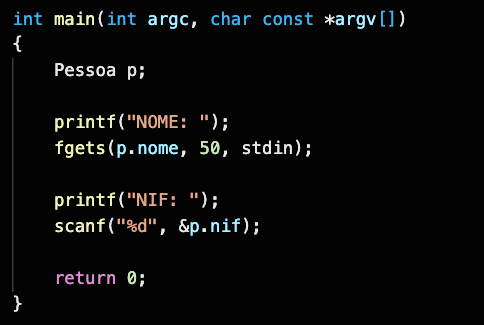 int main(int argc, char const *argv[])
{
    Pessoa p;
    printf("NOME: ");
    fgets(p.nome, 50, stdin);
    printf("NIF: ");
    scanf("%d", &p.nif);
    return 0;
}